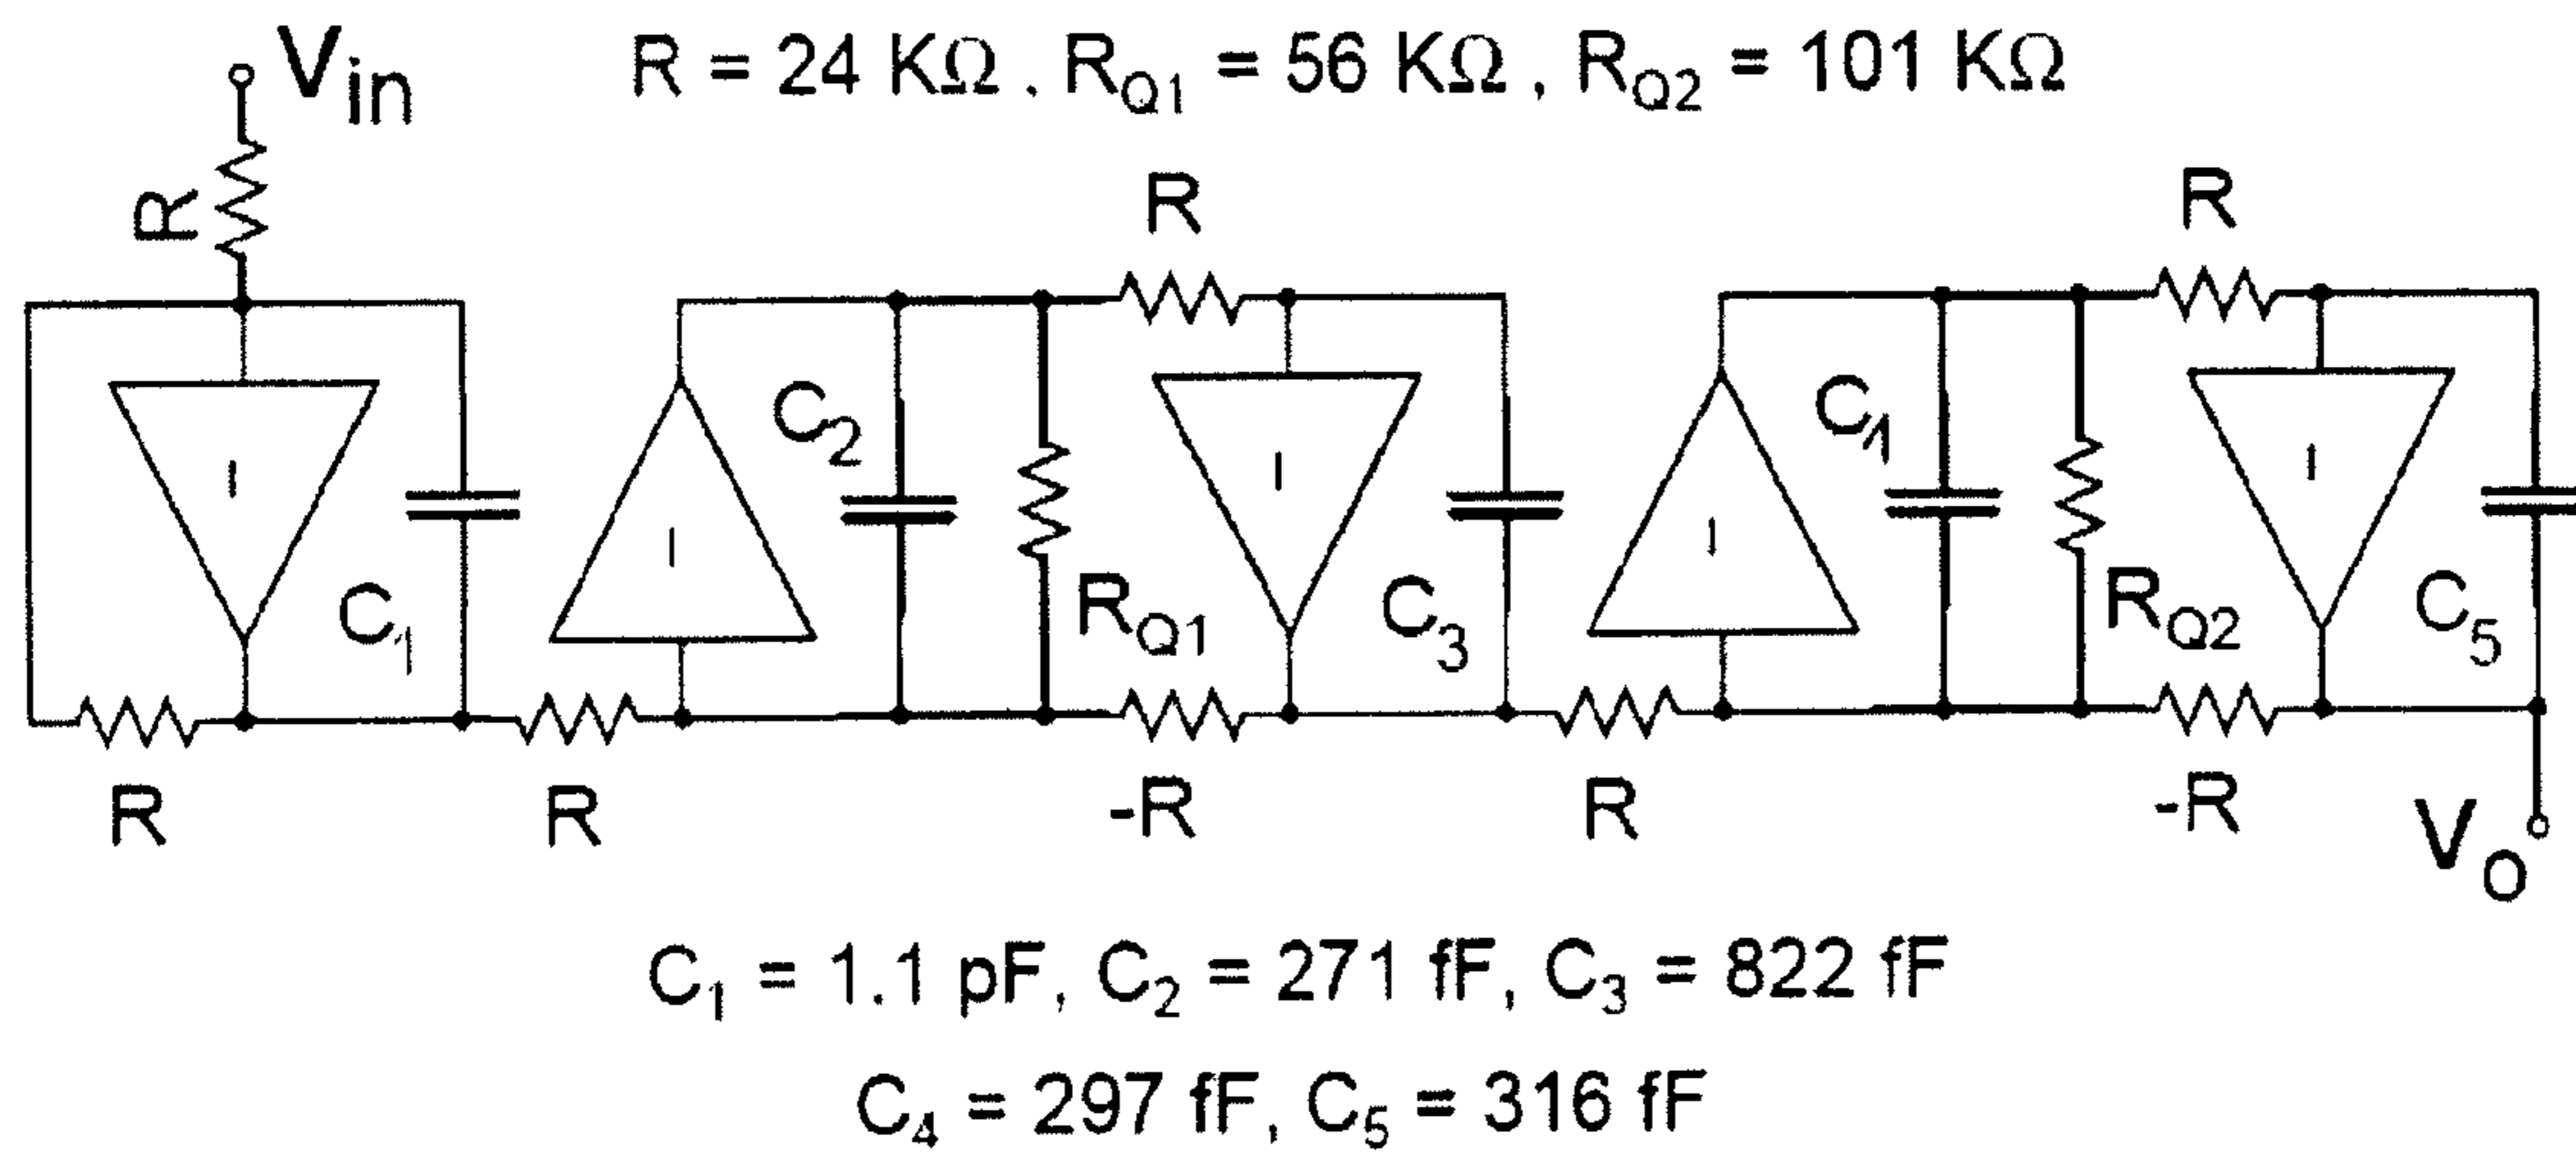 V_in
R = 24 KΩ . R_Q1 = 56 KΩ , R_Q2 = 101 KΩ
R
R
R
C_2
C_1
C_1
R_Q1
C_3
R_Q2
C_5
R
R
-R
R
-R
V_o
C_1 = 1.1 pF, C_2 = 271 fF, C_3 = 822 fF
C_4 = 297 fF, C_5 = 316 fF